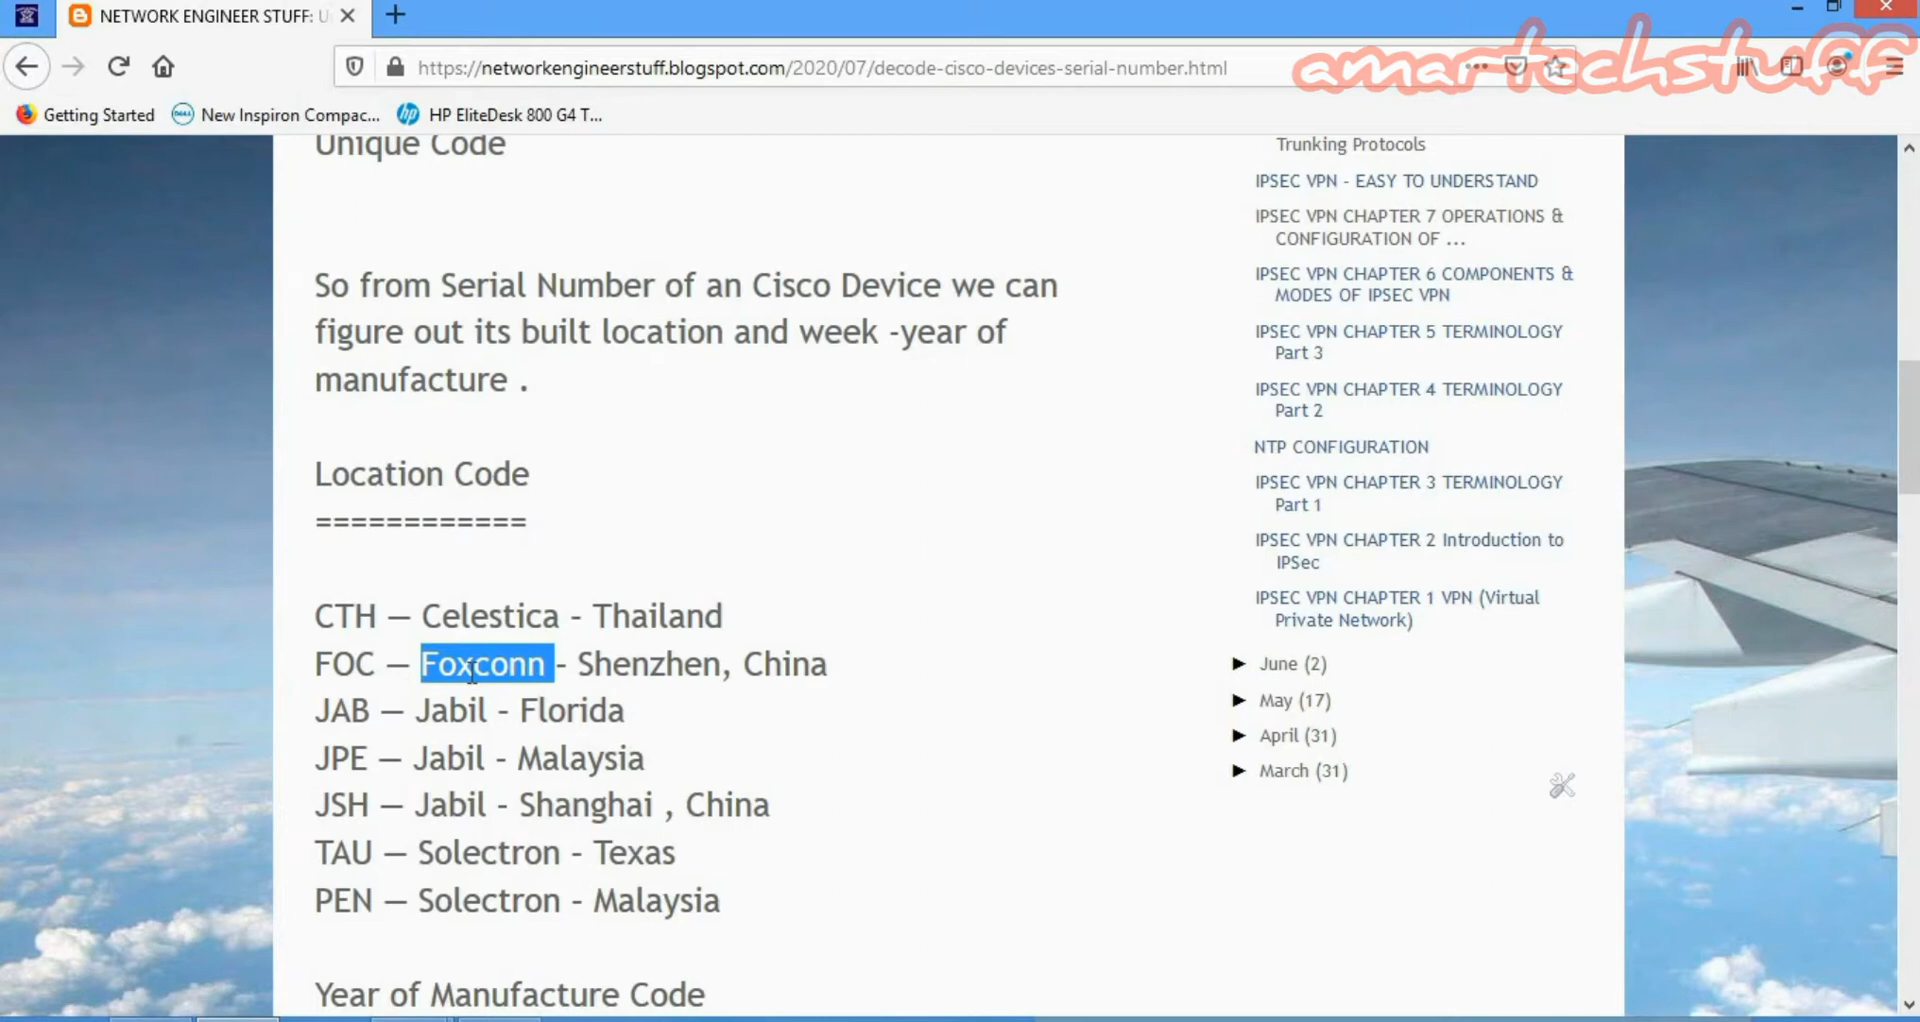 NETWORK ENGINEER STUFF: U
amartechstuff
https://networkengineerstuff.blogspot.com/2020/07/decode-cisco-devices-serial-number.html
Getting Started
New Inspiron Compac...
HP EliteDesk 800 G4 T...
Unique Code
So from Serial Number of an Cisco Device we can
figure out its built location and week -year of
manufacture .
Location Code
============
CTH — Celestica - Thailand
FOC — Foxconn - Shenzhen, China
JAB — Jabil - Florida
JPE — Jabil - Malaysia
JSH — Jabil - Shanghai , China
TAU — Solectron - Texas
PEN — Solectron - Malaysia
Year of Manufacture Code
Trunking Protocols
IPSEC VPN - EASY TO UNDERSTAND
IPSEC VPN CHAPTER 7 OPERATIONS &
CONFIGURATION OF ...
IPSEC VPN CHAPTER 6 COMPONENTS &
MODES OF IPSEC VPN
IPSEC VPN CHAPTER 5 TERMINOLOGY
Part 3
IPSEC VPN CHAPTER 4 TERMINOLOGY
Part 2
NTP CONFIGURATION
IPSEC VPN CHAPTER 3 TERMINOLOGY
Part 1
IPSEC VPN CHAPTER 2 Introduction to
IPSec
IPSEC VPN CHAPTER 1 VPN (Virtual
Private Network)
► June (2)
► May (17)
► April (31)
► March (31)